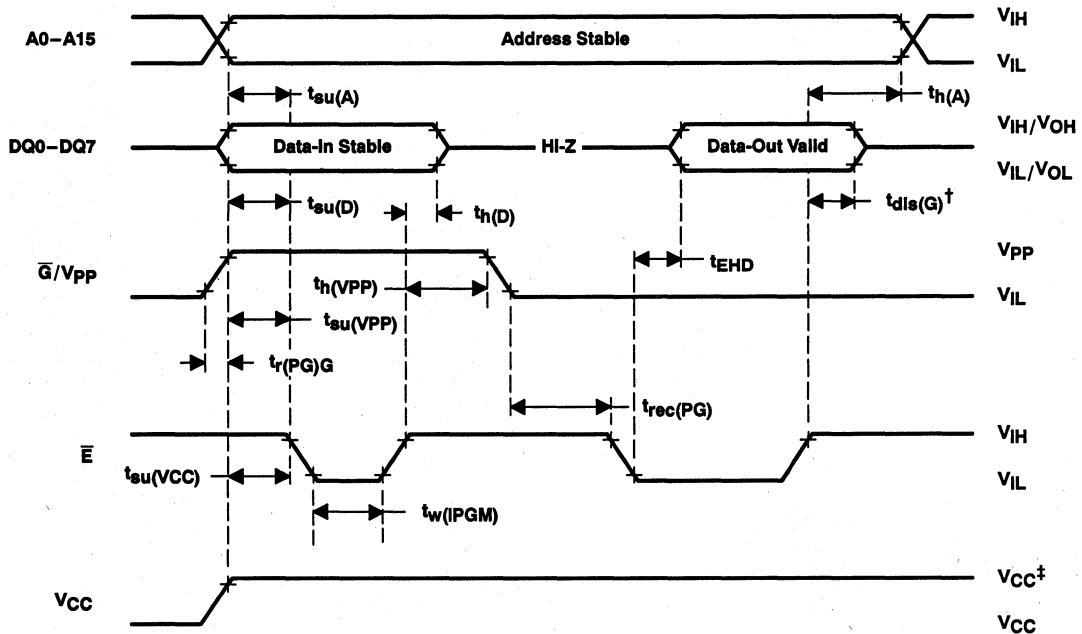 A0–A15
Address Stable
VIH
VIL
tsu(A)
th(A)
DQ0–DQ7
Data-In Stable
HI-Z
Data-Out Valid
VIH/VOH
VIL/VOL
tsu(D)
th(D)
tdis(G)†
G̅/VPP
VPP
VIL
tEHD
th(VPP)
tsu(VPP)
tr(PG)G
trec(PG)
E̅
VIH
VIL
tsu(VCC)
tw(IPGM)
VCC
VCC‡
VCC